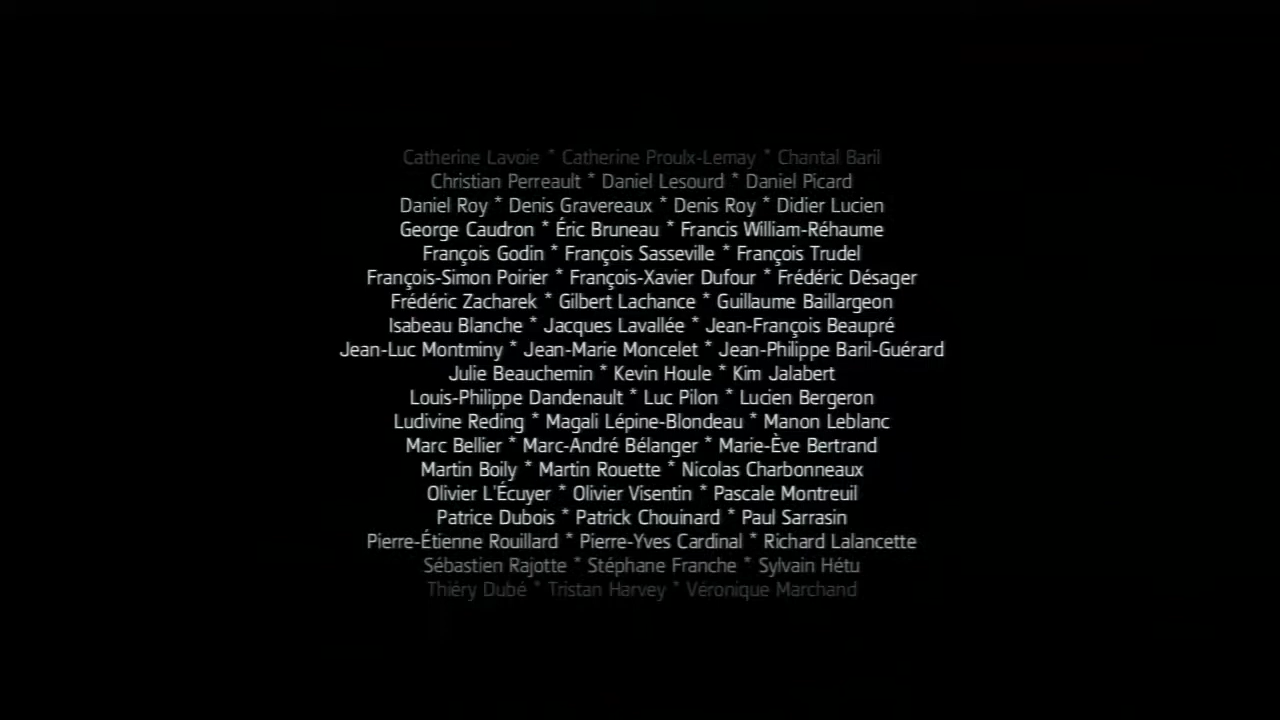 Catherine Lavoie * Catherine Proulx-Lemay * Chantal Baril
Christian Perreault * Daniel Lesourd * Daniel Picard
Daniel Roy * Denis Gravereaux * Denis Roy * Didier Lucien
George Caudron * Éric Bruneau * Francis William-Réhaume
François Godin * François Sasseville * François Trudel
François-Simon Poirier * François-Xavier Dufour * Frédéric Désager
Frédéric Zacharek * Gilbert Lachance * Guillaume Baillargeon
Isabeau Blanche * Jacques Lavallée * Jean-François Beaupré
Jean-Luc Montminy * Jean-Marie Moncelet * Jean-Philippe Baril-Guérard
Julie Beauchemin * Kevin Houle * Kim Jalabert
Louis-Philippe Dandenault * Luc Pilon * Lucien Bergeron
Ludivine Reding * Magali Lépine-Blondeau * Manon Leblanc
Marc Bellier * Marc-André Bélanger * Marie-Ève Bertrand
Martin Boily * Martin Rouette * Nicolas Charbonneaux
Olivier L'Écuyer * Olivier Visentin * Pascale Montreuil
Patrice Dubois * Patrick Chouinard * Paul Sarrasin
Pierre-Étienne Rouillard * Pierre-Yves Cardinal * Richard Lalancette
Sébastien Rajotte * Stéphane Franche * Sylvain Hétu
Thiéry Dubé * Tristan Harvey * Véronique Marchand